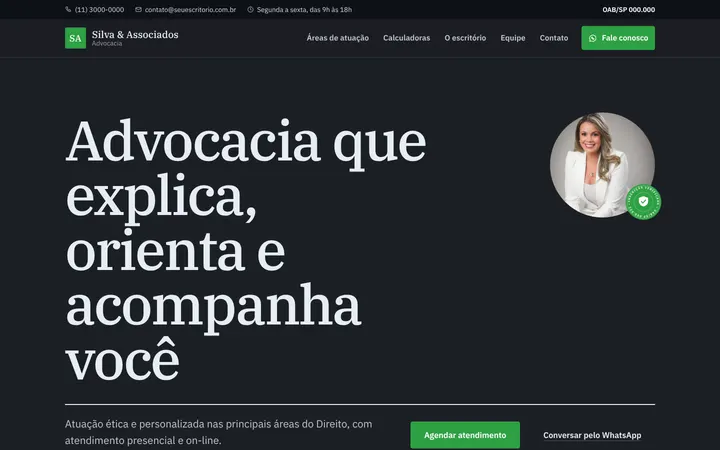 (11) 3000-0000
contato@seuescritorio.com.br
Segunda a sexta, das 9h às 18h
OAB/SP 000.000
SA
Silva & Associados
Advocacia
Áreas de atuação
Calculadoras
O escritório
Equipe
Contato
Fale conosco
Advocacia que
explica,
orienta e
acompanha
você
Atuação ética e personalizada nas principais áreas do Direito, com
atendimento presencial e on-line.
Agendar atendimento
Conversar pelo WhatsApp